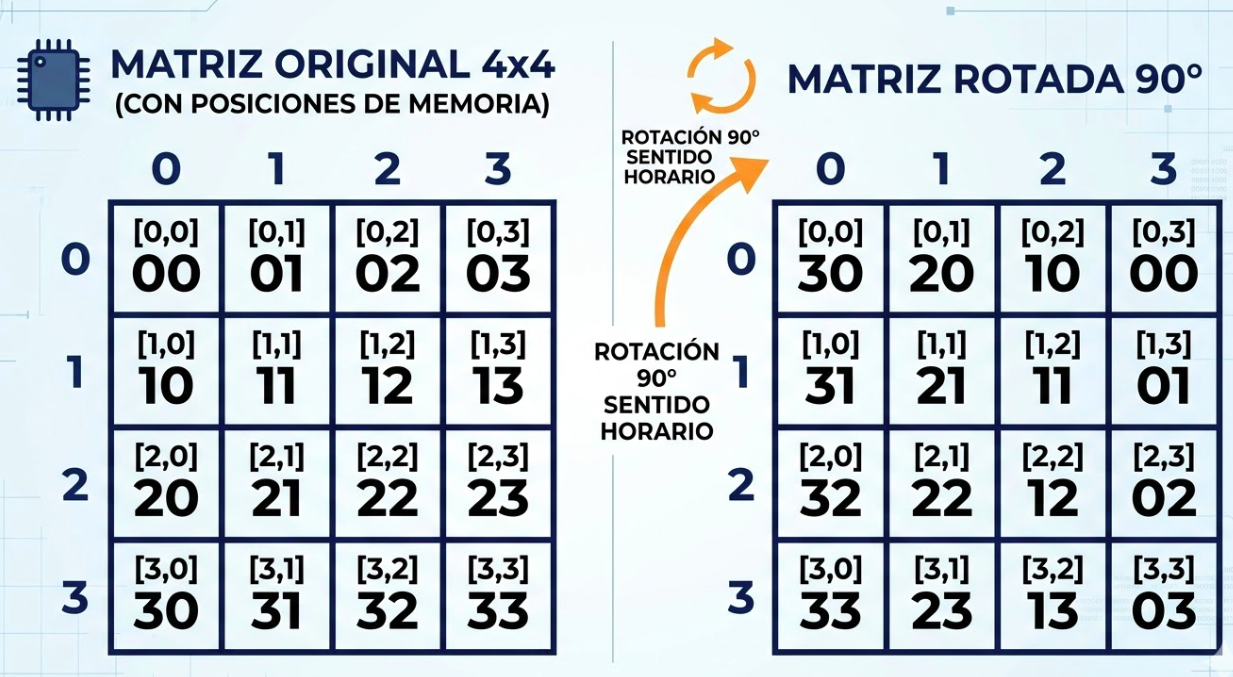 MATRIZ ORIGINAL 4x4
(CON POSICIONES DE MEMORIA)
0 1 2 3
0 [0,0] [0,1] [0,2] [0,3]
00 01 02 03
1 [1,0] [1,1] [1,2] [1,3]
10 11 12 13
2 [2,0] [2,1] [2,2] [2,3]
20 21 22 23
3 [3,0] [3,1] [3,2] [3,3]
30 31 32 33
ROTACIÓN 90°
SENTIDO
HORARIO
ROTACIÓN
90°
SENTIDO
HORARIO
MATRIZ ROTADA 90°
0 1 2 3
0 [0,0] [0,1] [0,2] [0,3]
30 20 10 00
1 [1,0] [1,1] [1,2] [1,3]
31 21 11 01
2 [2,0] [2,1] [2,2] [2,3]
32 22 12 02
3 [3,0] [3,1] [3,2] [3,3]
33 23 13 03